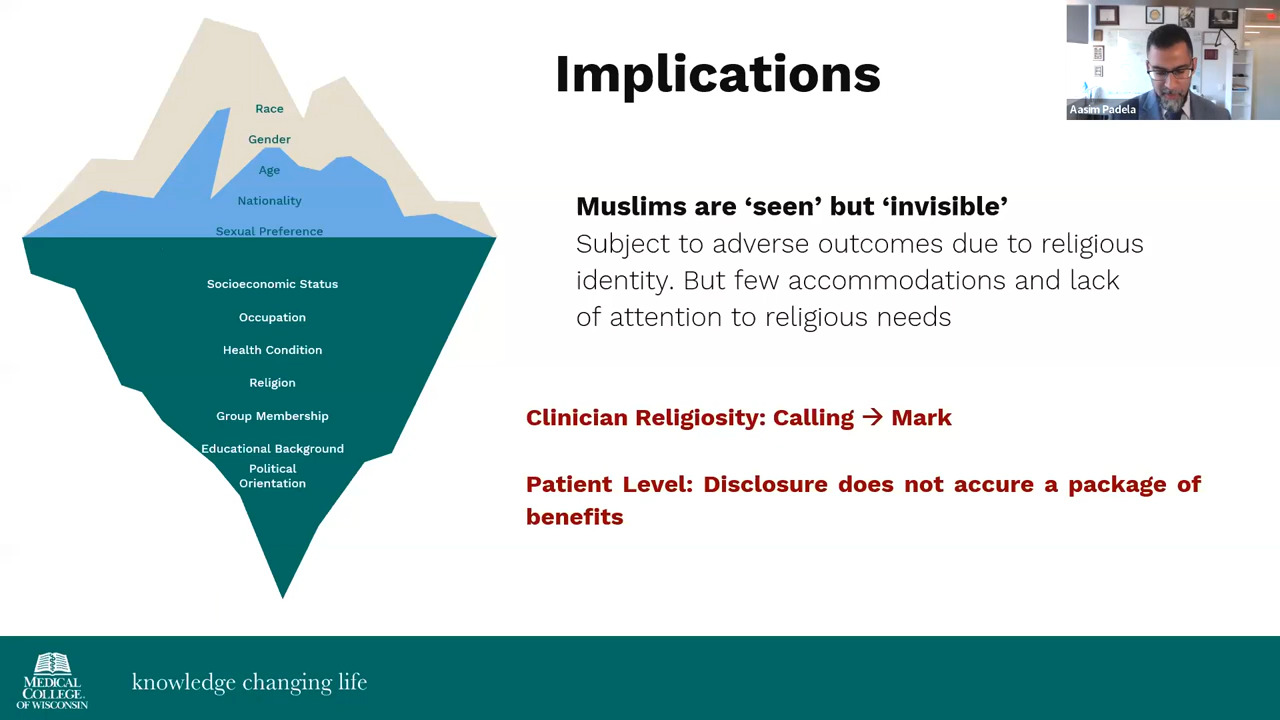 Implications
Aasim Padela
Race
Gender
Age
Nationality
Sexual Preference
Socioeconomic Status
Occupation
Health Condition
Religion
Group Membership
Educational Background
Political
Orientation
Muslims are ‘seen’ but ‘invisible’
Subject to adverse outcomes due to religious
identity. But few accommodations and lack
of attention to religious needs
Clinician Religiosity: Calling → Mark
Patient Level: Disclosure does not accure a package of
benefits
MEDICAL
COLLEGE
OF WISCONSIN
knowledge changing life